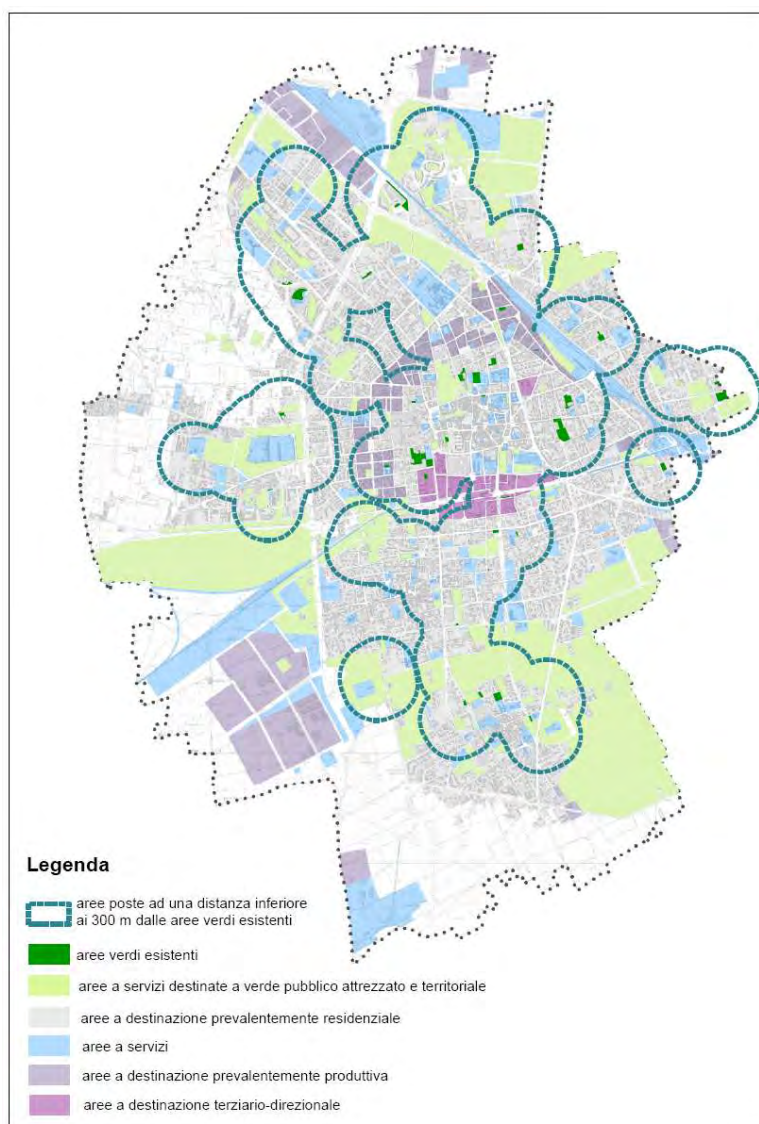 Legenda
aree poste ad una distanza inferiore
ai 300 m dalle aree verdi esistenti
aree verdi esistenti
aree a servizi destinate a verde pubblico attrezzato e territoriale
aree a destinazione prevalentemente residenziale
aree a servizi
aree a destinazione prevalentemente produttiva
aree a destinazione terziario-direzionale